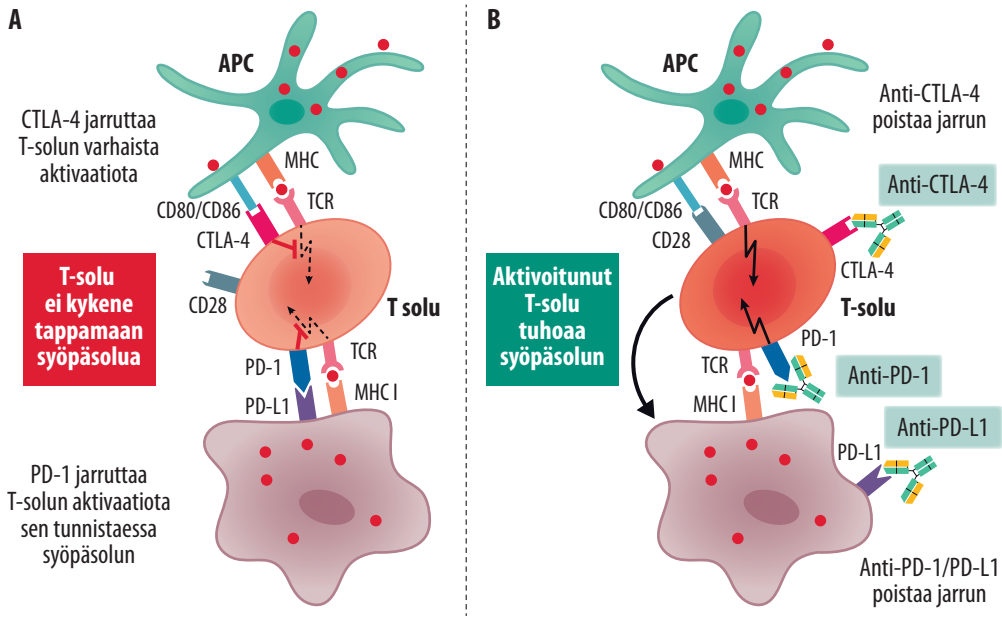 A
APC
CTLA-4 jarruttaa
T-solun varhaista
aktivaatiota
MHC
TCR
CD80/CD86
CTLA-4
CD28
T-solu
ei kykene
tappamaan
syöpäsolua
T solu
PD-1
TCR
PD-L1
MHC I
PD-1 jarruttaa
T-solun aktivaatiota
sen tunnistaessa
syöpäsolun
B
APC
Anti-CTLA-4
poistaa jarrun
MHC
Anti-CTLA-4
TCR
CD80/CD86
CD28
CTLA-4
Aktivoitunut
T-solu
tuhoaa
syöpäsolun
T-solu
PD-1
TCR
Anti-PD-1
MHC I
Anti-PD-L1
PD-L1
Anti-PD-1/PD-L1
poistaa jarrun